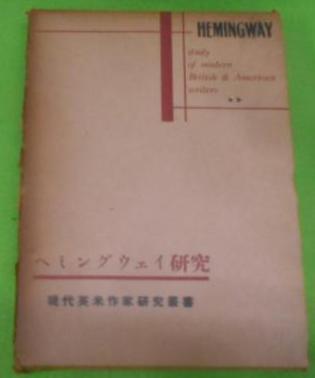 HEMINGWAY
study
of modern
British & American
writers
ヘミングウェイ研究
現代英米作家研究叢書